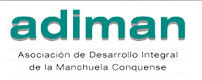 adiman
Asociación de Desarrollo Integral
de la Manchuela Conquense